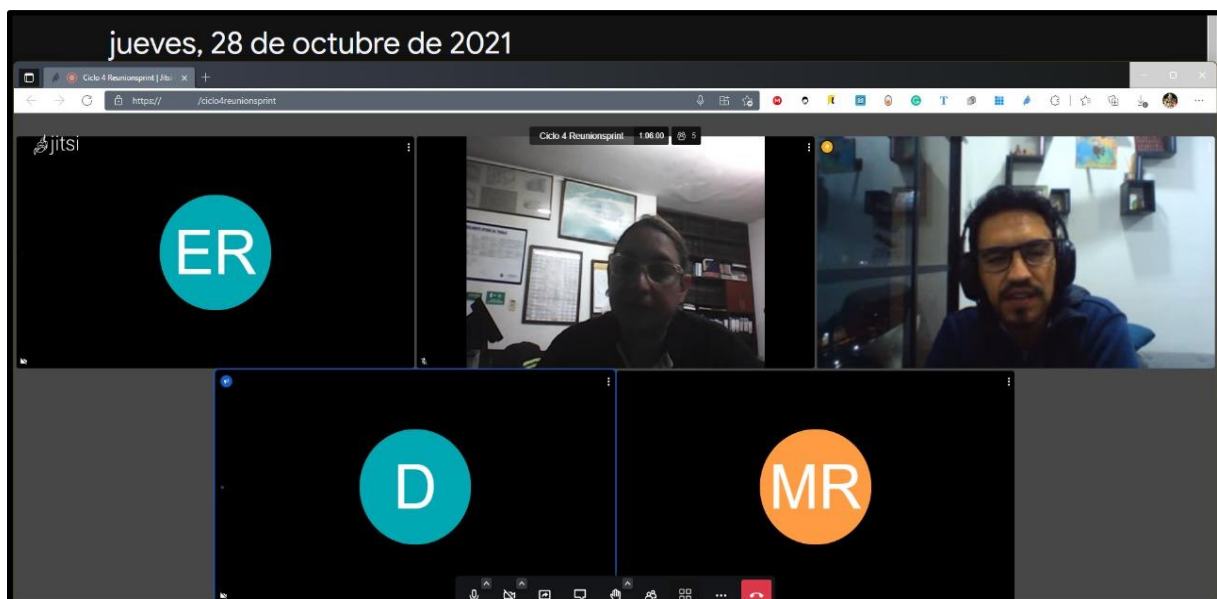 jueves, 28 de octubre de 2021
Ciclo 4 Reunionsprint | Jitsi
https:// /ciclo4reunionsprint
jitsi
Ciclo 4 Reunionsprint 1:06:00 5
ER
D
MR